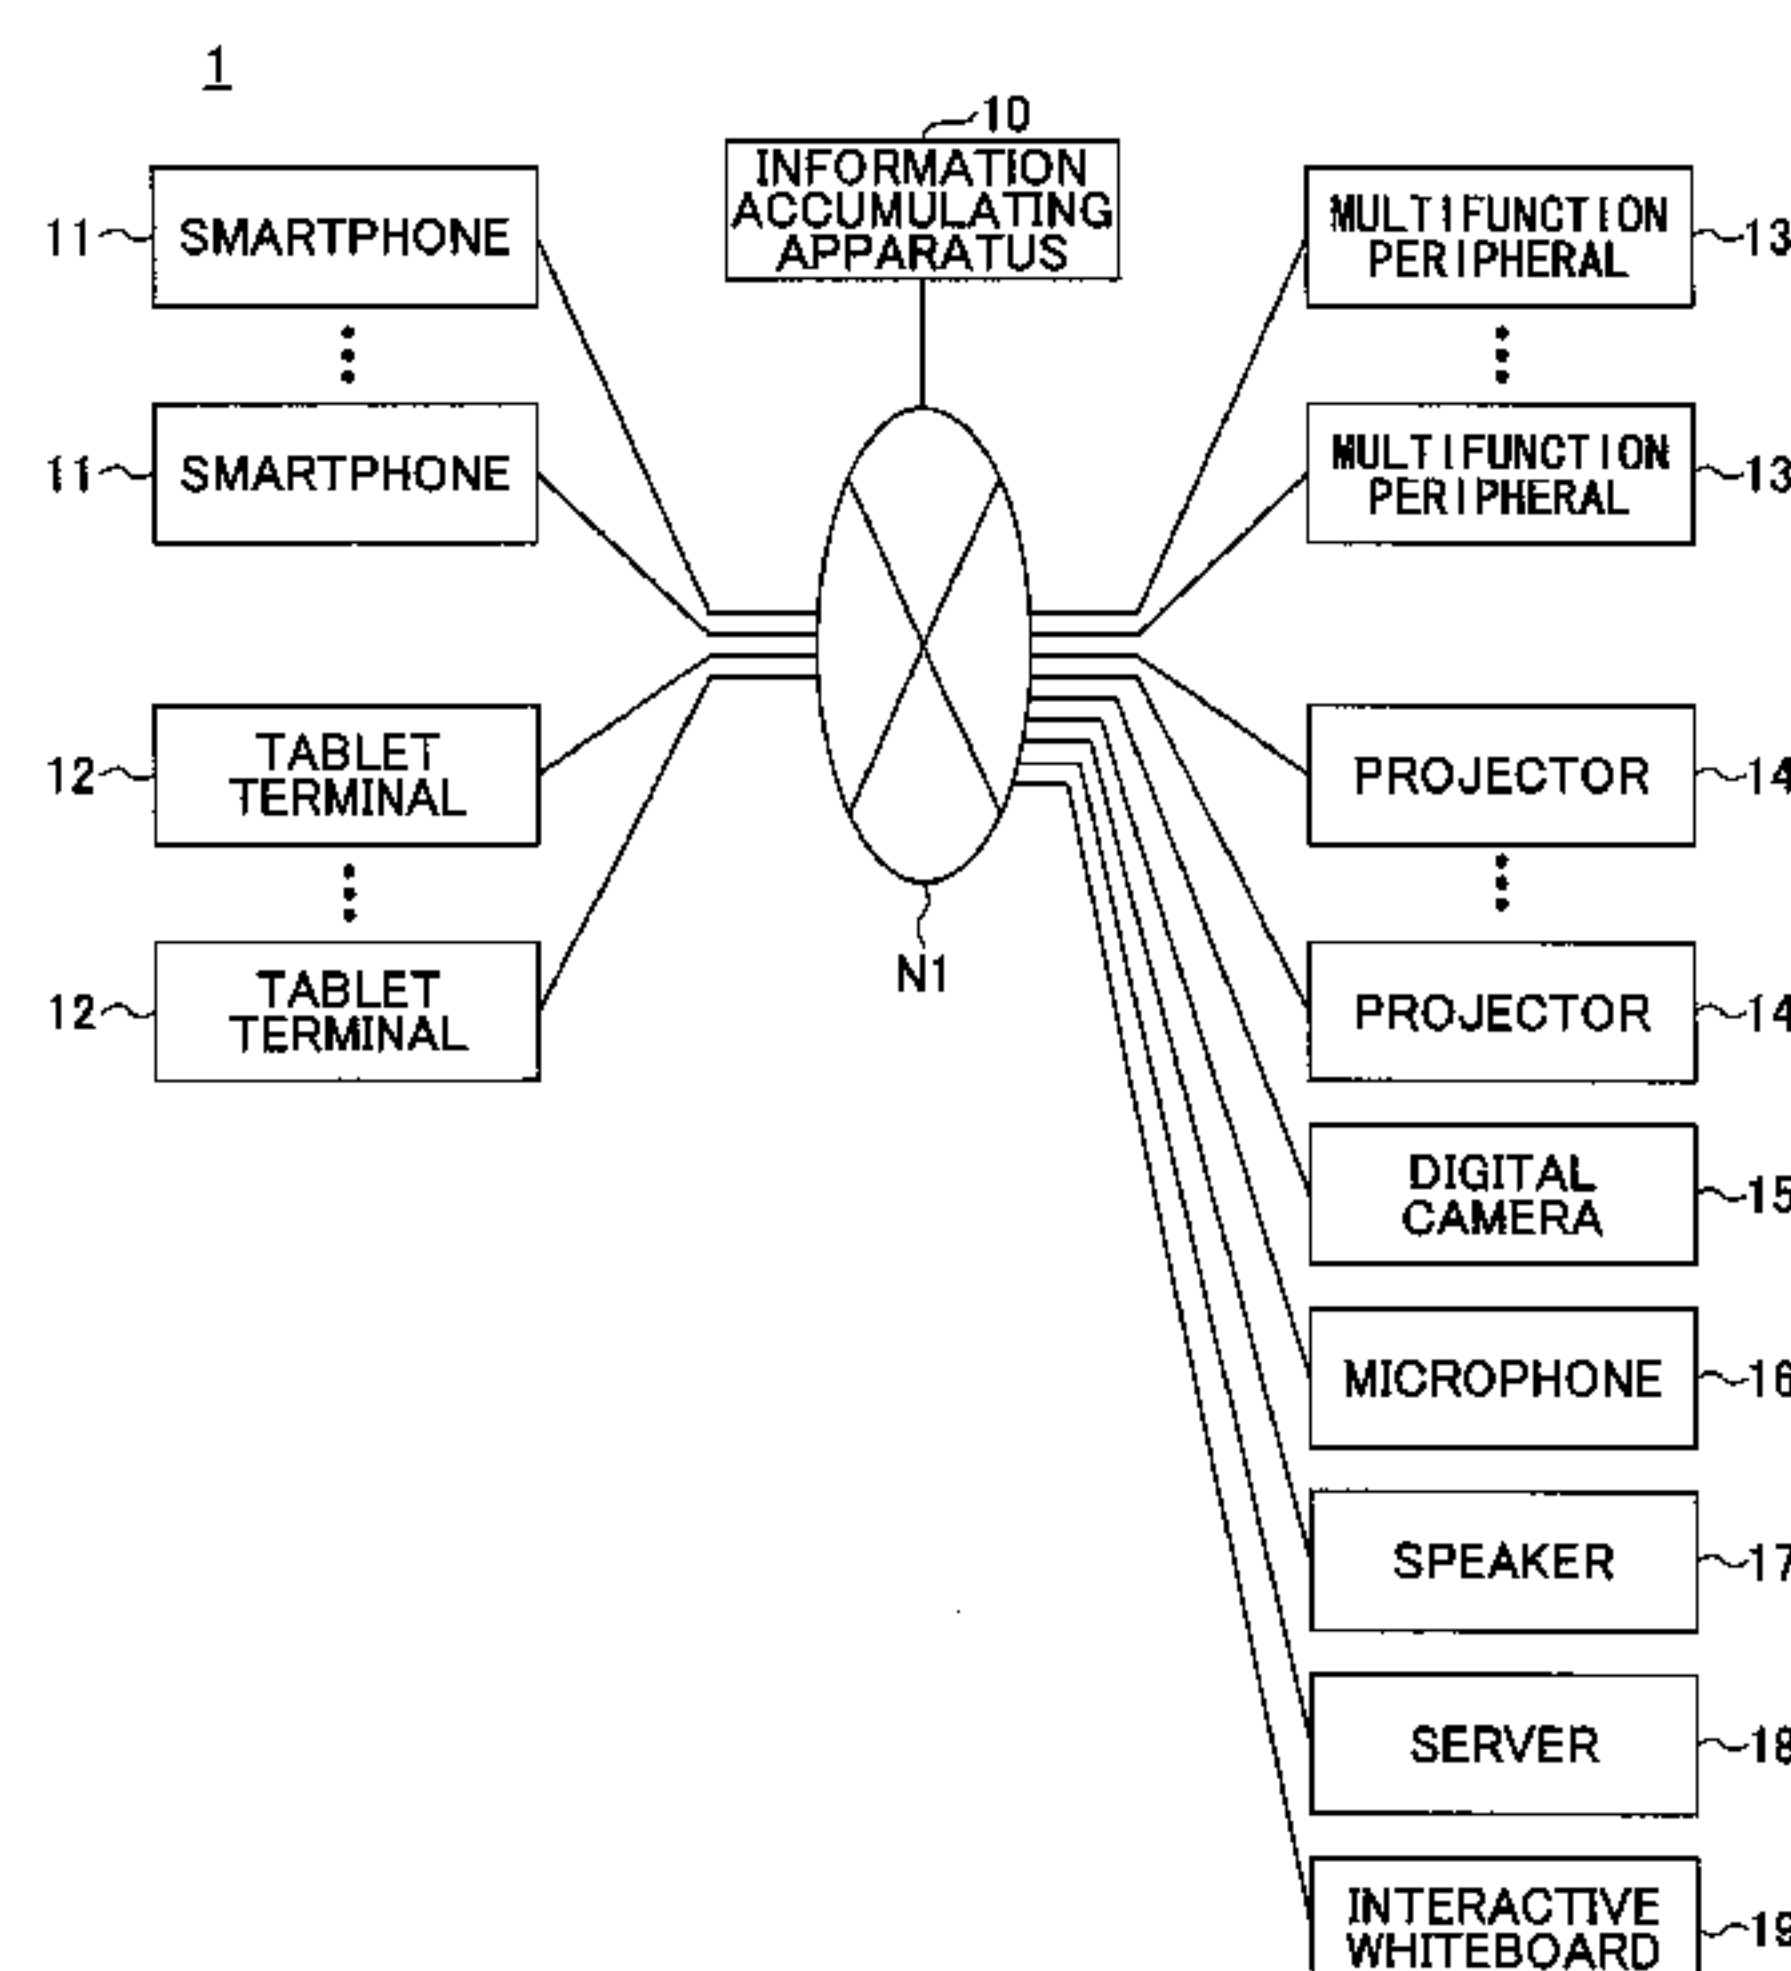 1
10
INFORMATION
ACCUMULATING
APPARATUS
11
SMARTPHONE
11
SMARTPHONE
12
TABLET
TERMINAL
12
TABLET
TERMINAL
N1
MULTIFUNCTION
PERIPHERAL
13
MULTIFUNCTION
PERIPHERAL
13
PROJECTOR
14
PROJECTOR
14
DIGITAL
CAMERA
15
MICROPHONE
16
SPEAKER
17
SERVER
18
INTERACTIVE
WHITEBOARD
19